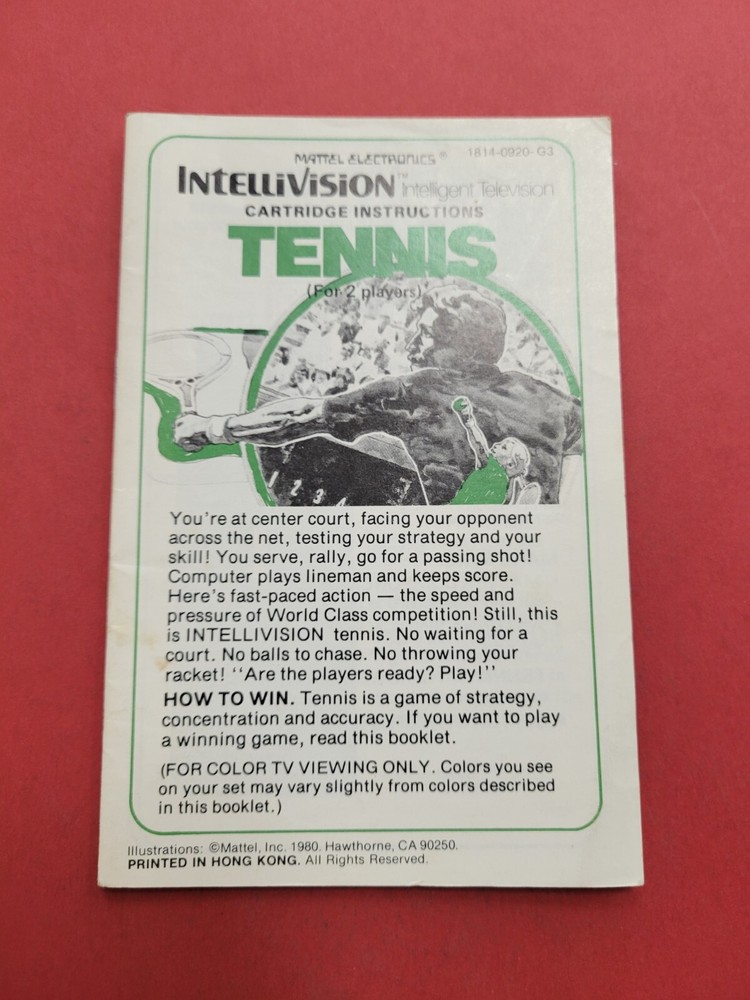 MATTEL ELECTRONICS® 1814-0920-G3
INTELLIVISION™ Intelligent Television
CARTRIDGE INSTRUCTIONS
TENNIS
(For 2 players)
1 2 3 4
You're at center court, facing your opponent
across the net, testing your strategy and your
skill! You serve, rally, go for a passing shot!
Computer plays lineman and keeps score.
Here's fast-paced action — the speed and
pressure of World Class competition! Still, this
is INTELLIVISION tennis. No waiting for a
court. No balls to chase. No throwing your
racket! ‘‘Are the players ready? Play!’’
HOW TO WIN. Tennis is a game of strategy,
concentration and accuracy. If you want to play
a winning game, read this booklet.
(FOR COLOR TV VIEWING ONLY. Colors you see
on your set may vary slightly from colors described
in this booklet.)
Illustrations: ©Mattel, Inc. 1980. Hawthorne, CA 90250.
PRINTED IN HONG KONG. All Rights Reserved.